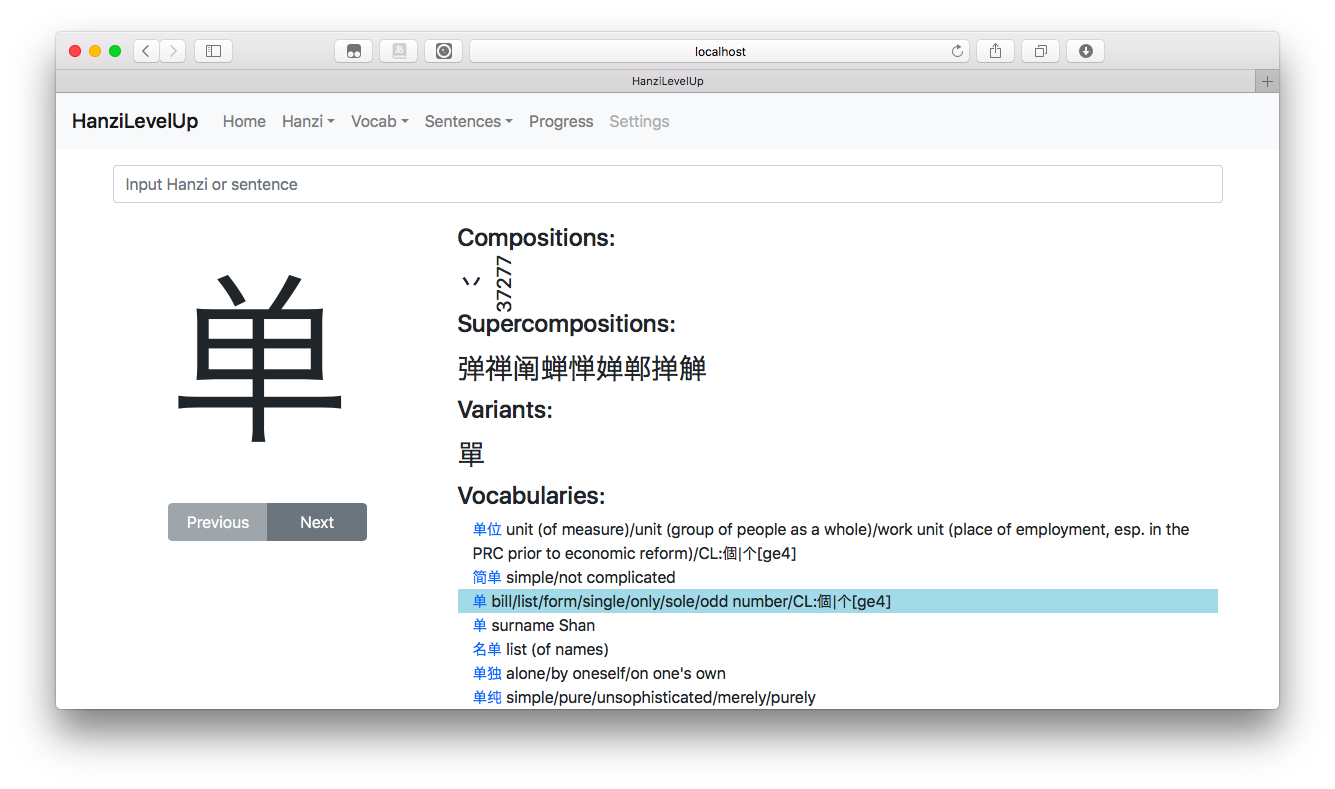 localhost
HanziLevelUp
HanziLevelUp Home Hanzi Vocab Sentences Progress Settings
Input Hanzi or sentence
单
Previous Next
Compositions:
丷 37277
Supercompositions:
弹禅阐蝉惮婵郸掸觯
Variants:
單
Vocabularies:
单位 unit (of measure)/unit (group of people as a whole)/work unit (place of employment, esp. in the
PRC prior to economic reform)/CL:個|个[ge4]
简单 simple/not complicated
单 bill/list/form/single/only/sole/odd number/CL:個|个[ge4]
单 surname Shan
名单 list (of names)
单独 alone/by oneself/on one's own
单纯 simple/pure/unsophisticated/merely/purely